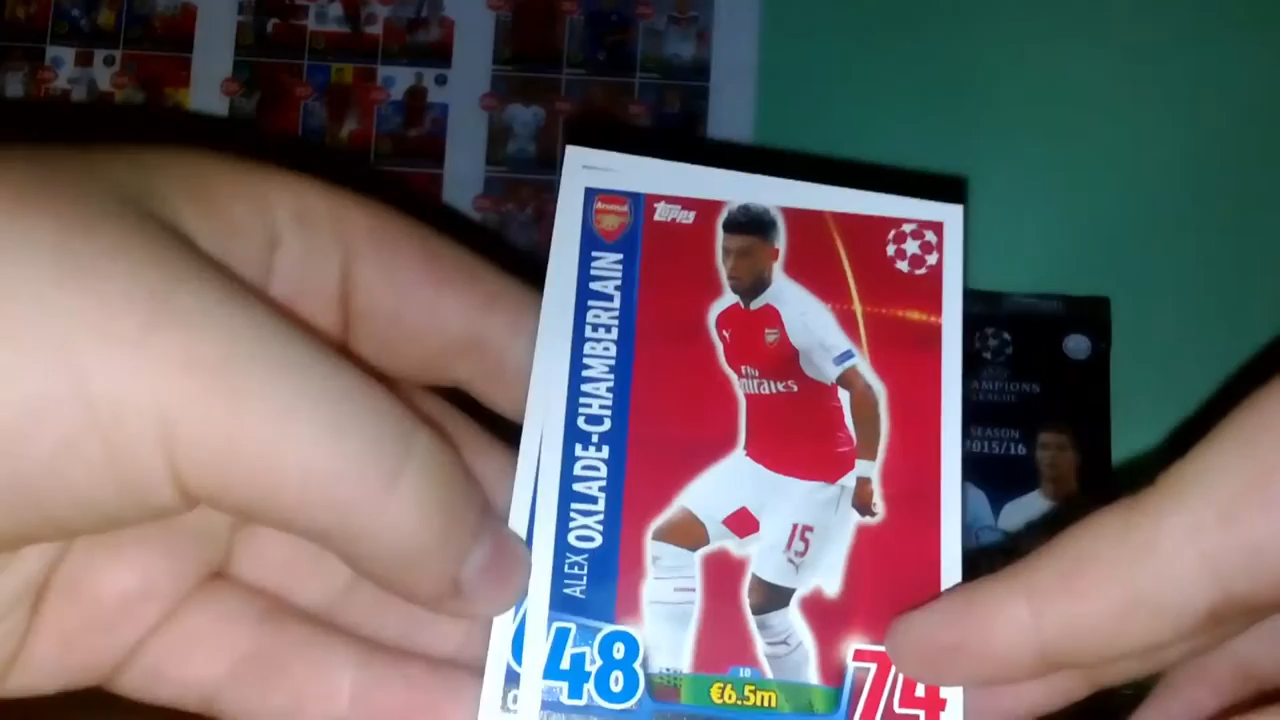 Arsenal
Topps
ALEX OXLADE-CHAMBERLAIN
Fly
Emirates
15
48
10
€6.5m
74
CHAMPIONS
LEAGUE
SEASON
2015/16